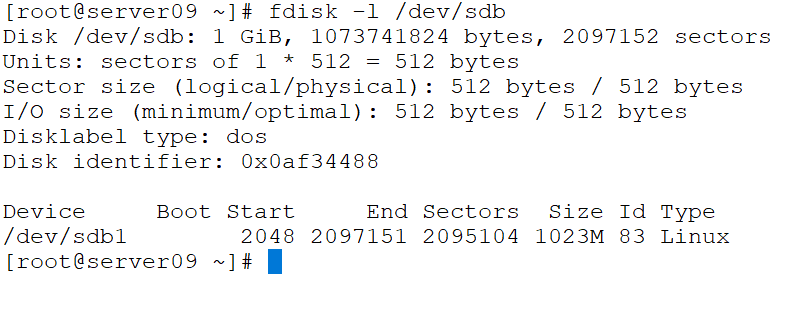 [root@server09 ~]# fdisk -l /dev/sdb
Disk /dev/sdb: 1 GiB, 1073741824 bytes, 2097152 sectors
Units: sectors of 1 * 512 = 512 bytes
Sector size (logical/physical): 512 bytes / 512 bytes
I/O size (minimum/optimal): 512 bytes / 512 bytes
Disklabel type: dos
Disk identifier: 0x0af34488
Device     Boot Start     End Sectors  Size Id Type
/dev/sdb1        2048 2097151 2095104 1023M 83 Linux
[root@server09 ~]#